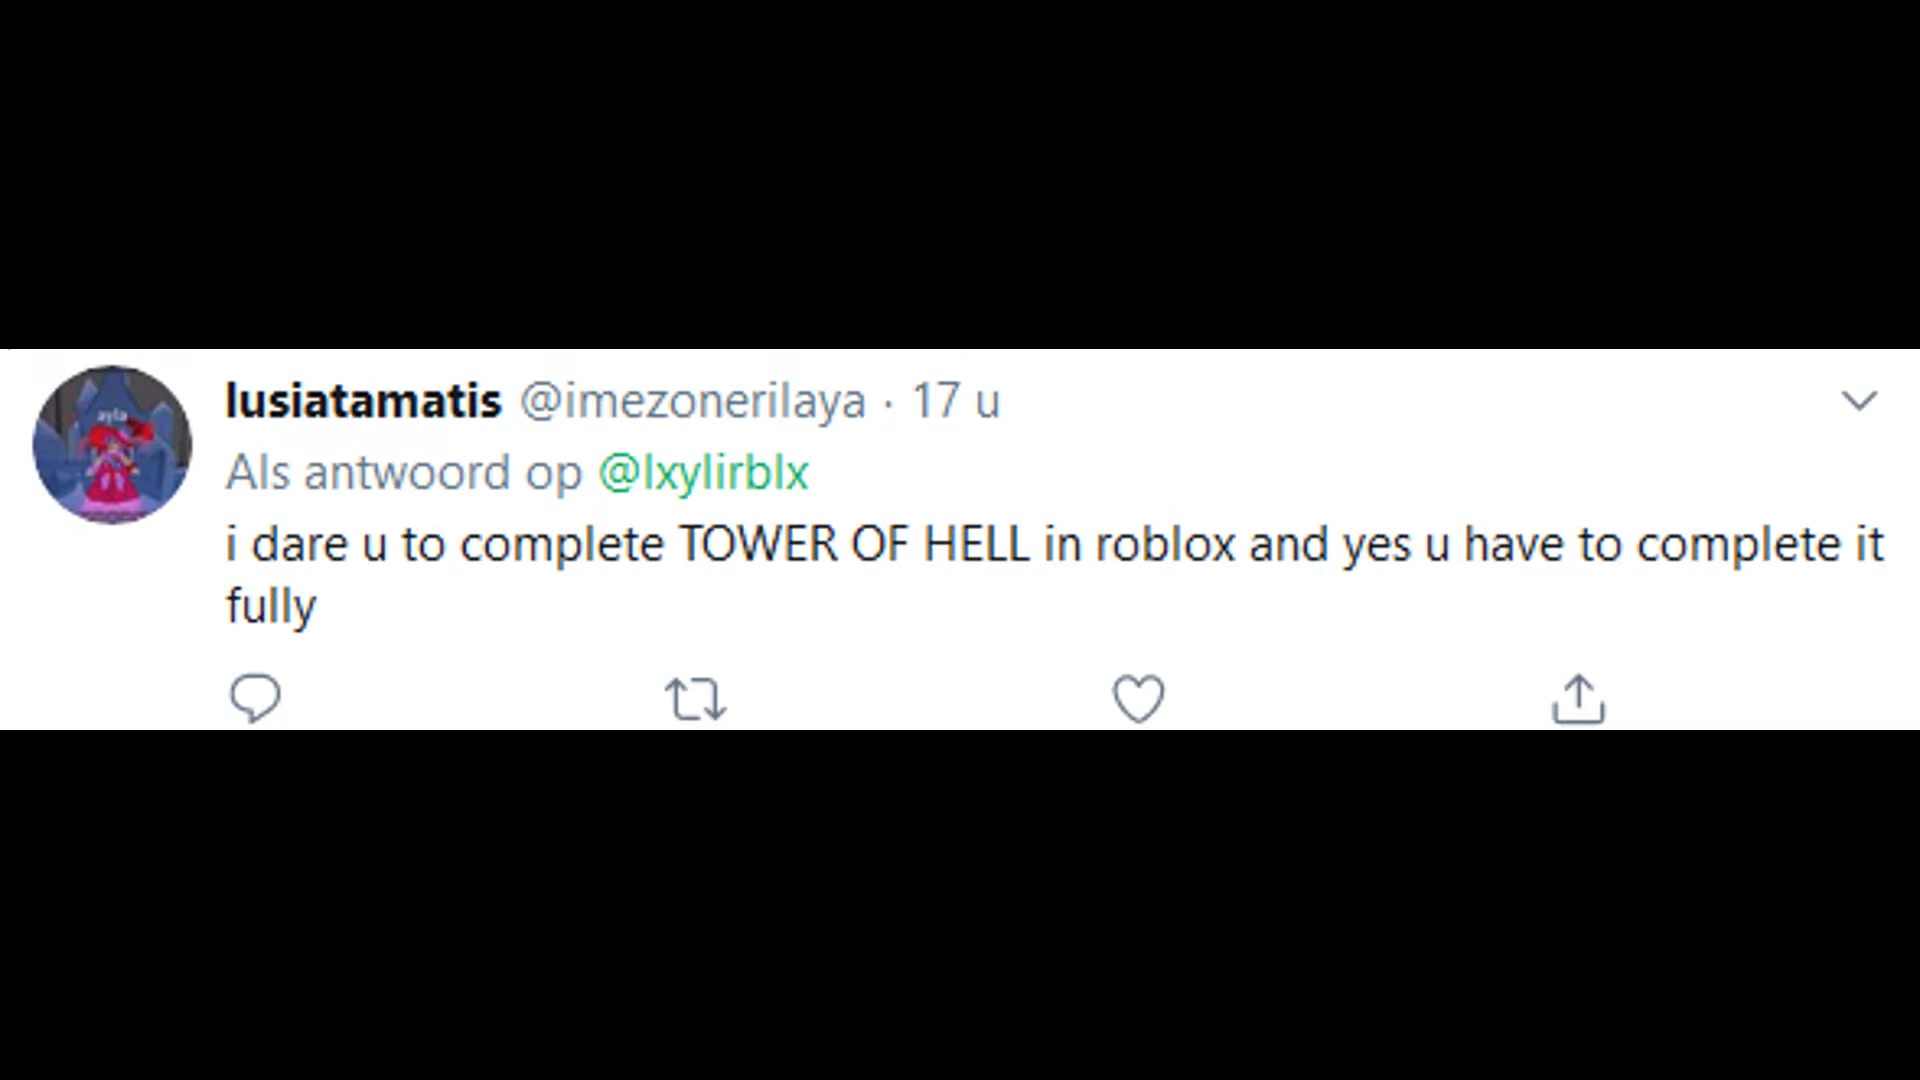 lusiatamatis @imezonerilaya · 17 u
Als antwoord op @lxylirblx
i dare u to complete TOWER OF HELL in roblox and yes u have to complete it
fully
ayla